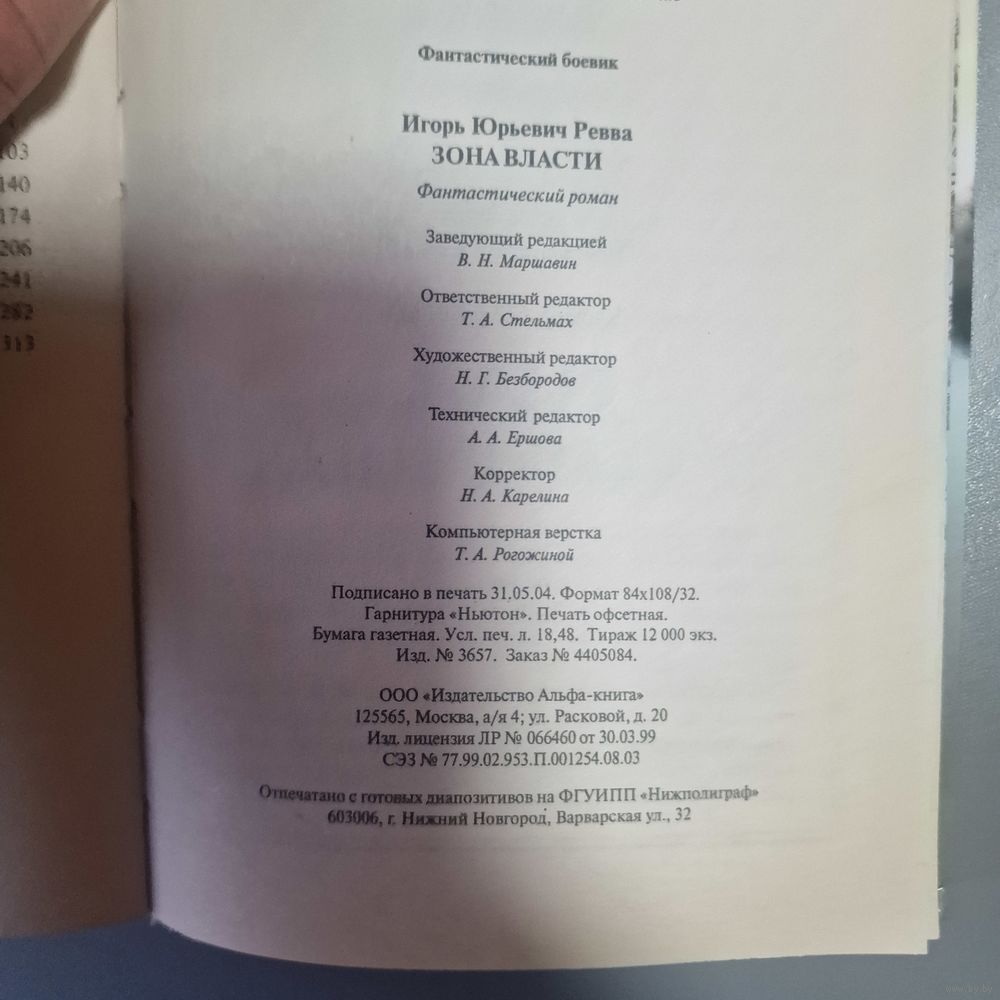 103
140
174
206
241
282
313
Фантастический боевик
Игорь Юрьевич Ревва
ЗОНА ВЛАСТИ
Фантастический роман
Заведующий редакцией
В. Н. Маршавин
Ответственный редактор
Т. А. Стельмах
Художественный редактор
Н. Г. Безбородов
Технический редактор
А. А. Ершова
Корректор
Н. А. Карелина
Компьютерная верстка
Т. А. Рогожиной
Подписано в печать 31.05.04. Формат 84х108/32.
Гарнитура «Ньютон». Печать офсетная.
Бумага газетная. Усл. печ. л. 18,48. Тираж 12 000 экз.
Изд. № 3657. Заказ № 4405084.
ООО «Издательство Альфа-книга»
125565, Москва, а/я 4; ул. Расковой, д. 20
Изд. лицензия ЛР № 066460 от 30.03.99
СЭЗ № 77.99.02.953.П.001254.08.03
Отпечатано с готовых диапозитивов на ФГУИПП «Нижполиграф»
603006, г. Нижний Новгород, Варварская ул., 32